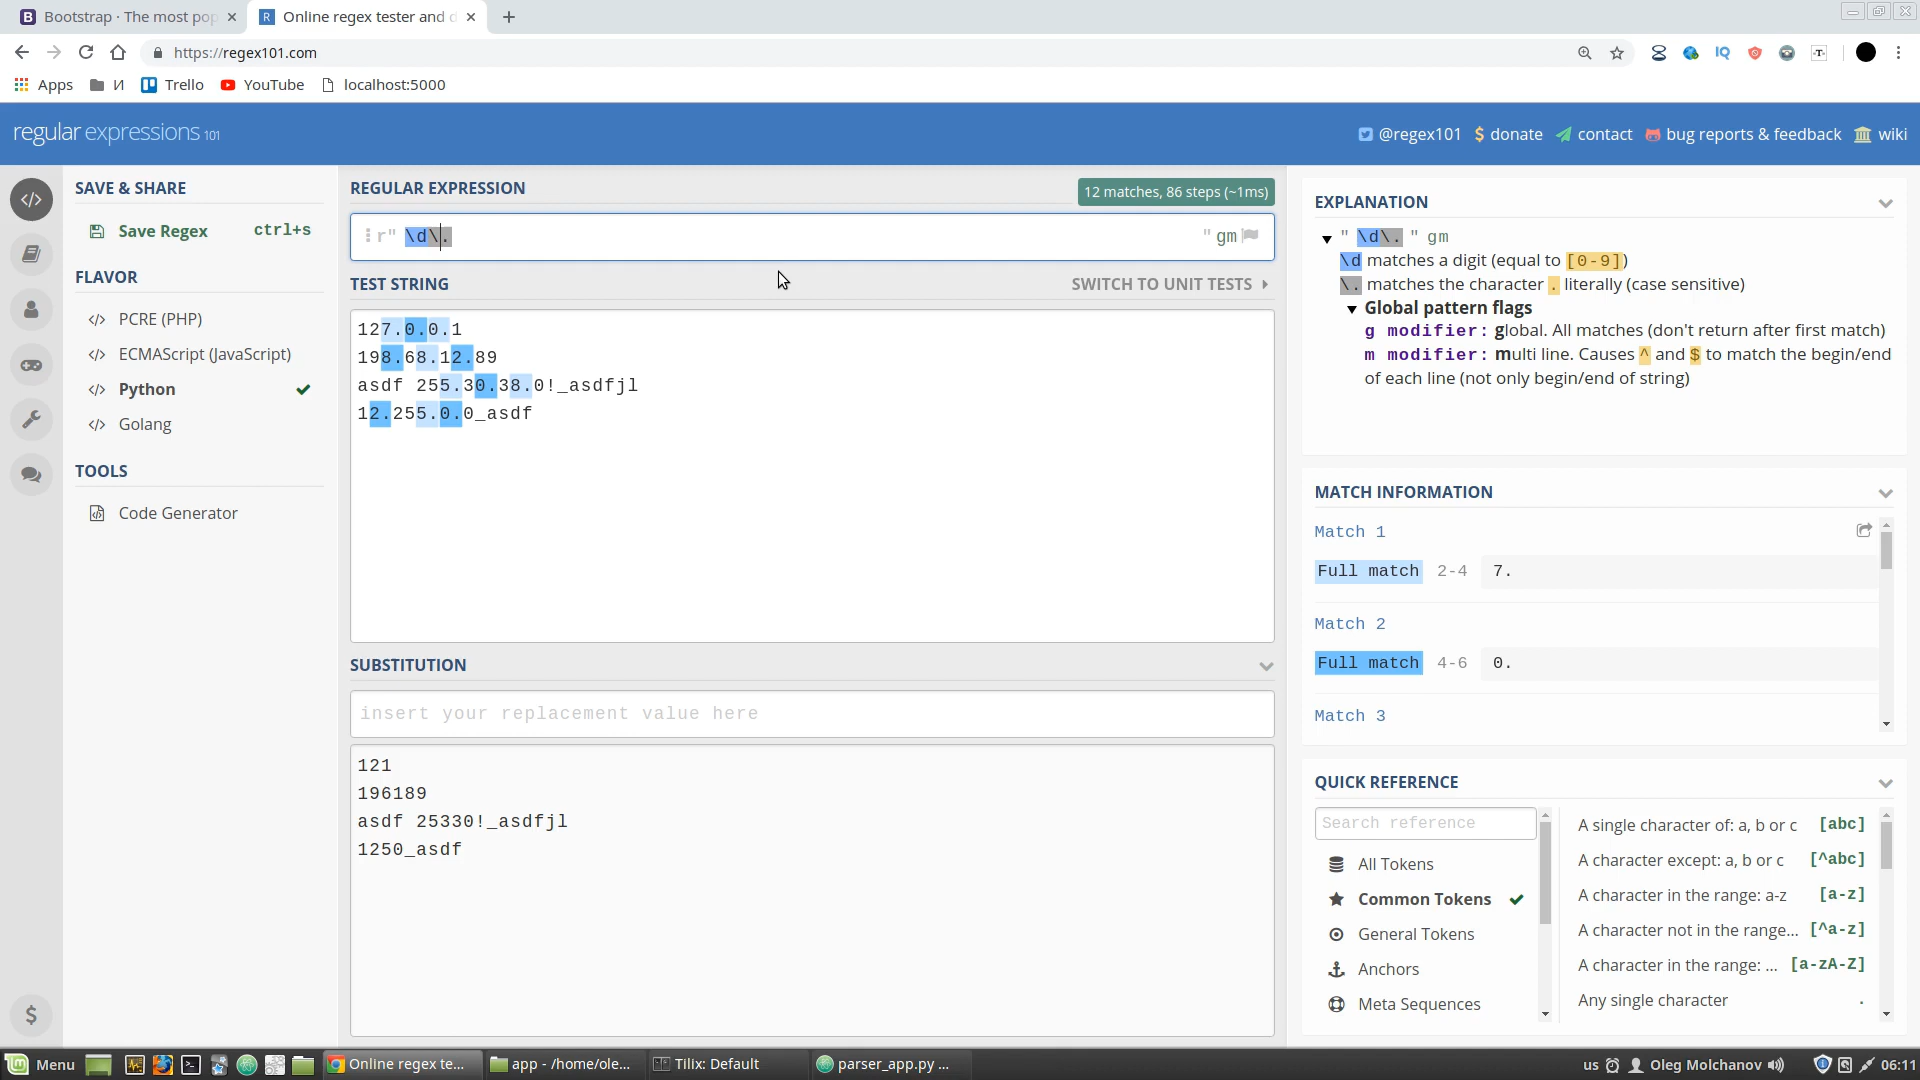 Bootstrap · The most pop
Online regex tester and d
https://regex101.com
IQ
-T-
Apps
И
Trello
YouTube
localhost:5000
regular expressions 101
@regex101
$ donate
contact
bug reports & feedback
wiki
SAVE & SHARE
Save Regex ctrl+s
FLAVOR
</> PCRE (PHP)
</> ECMAScript (JavaScript)
</> Python
</> Golang
TOOLS
Code Generator
$
REGULAR EXPRESSION
12 matches, 86 steps (~1ms)
r" \d\. " gm
TEST STRING
SWITCH TO UNIT TESTS
127.0.0.1
198.68.12.89
asdf 255.30.38.0!_asdfjl
12.255.0.0_asdf
SUBSTITUTION
insert your replacement value here
121
196189
asdf 25330!_asdfjl
1250_asdf
EXPLANATION
" \d\. " gm
\d matches a digit (equal to [0-9])
\. matches the character . literally (case sensitive)
Global pattern flags
g modifier: global. All matches (don't return after first match)
m modifier: multi line. Causes ^ and $ to match the begin/end
of each line (not only begin/end of string)
MATCH INFORMATION
Match 1
Full match 2-4 7.
Match 2
Full match 4-6 0.
Match 3
QUICK REFERENCE
Search reference
All Tokens
Common Tokens
General Tokens
Anchors
Meta Sequences
A single character of: a, b or c [abc]
A character except: a, b or c [^abc]
A character in the range: a-z [a-z]
A character not in the range... [^a-z]
A character in the range: ... [a-zA-Z]
Any single character .
Menu
Online regex te...
app - /home/ole...
Tilix: Default
parser_app.py ...
us
Oleg Molchanov
06:11